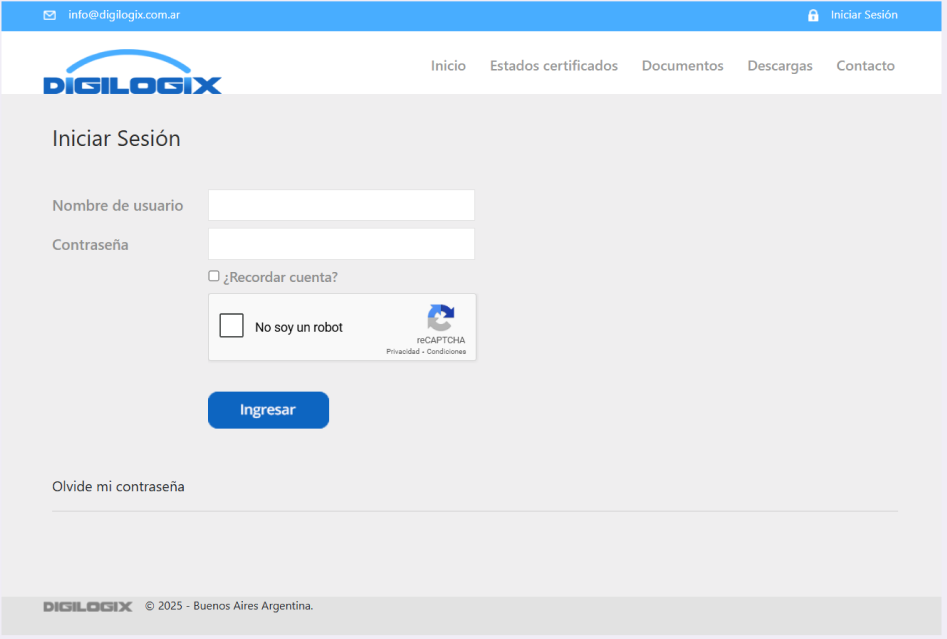 info@digilogix.com.ar
Iniciar Sesión
DIGILOGIX
Inicio Estados certificados Documentos Descargas Contacto
Iniciar Sesión
Nombre de usuario
Contraseña
¿Recordar cuenta?
No soy un robot
reCAPTCHA
Privacidad - Condiciones
Ingresar
Olvide mi contraseña
DIGILOGIX © 2025 - Buenos Aires Argentina.